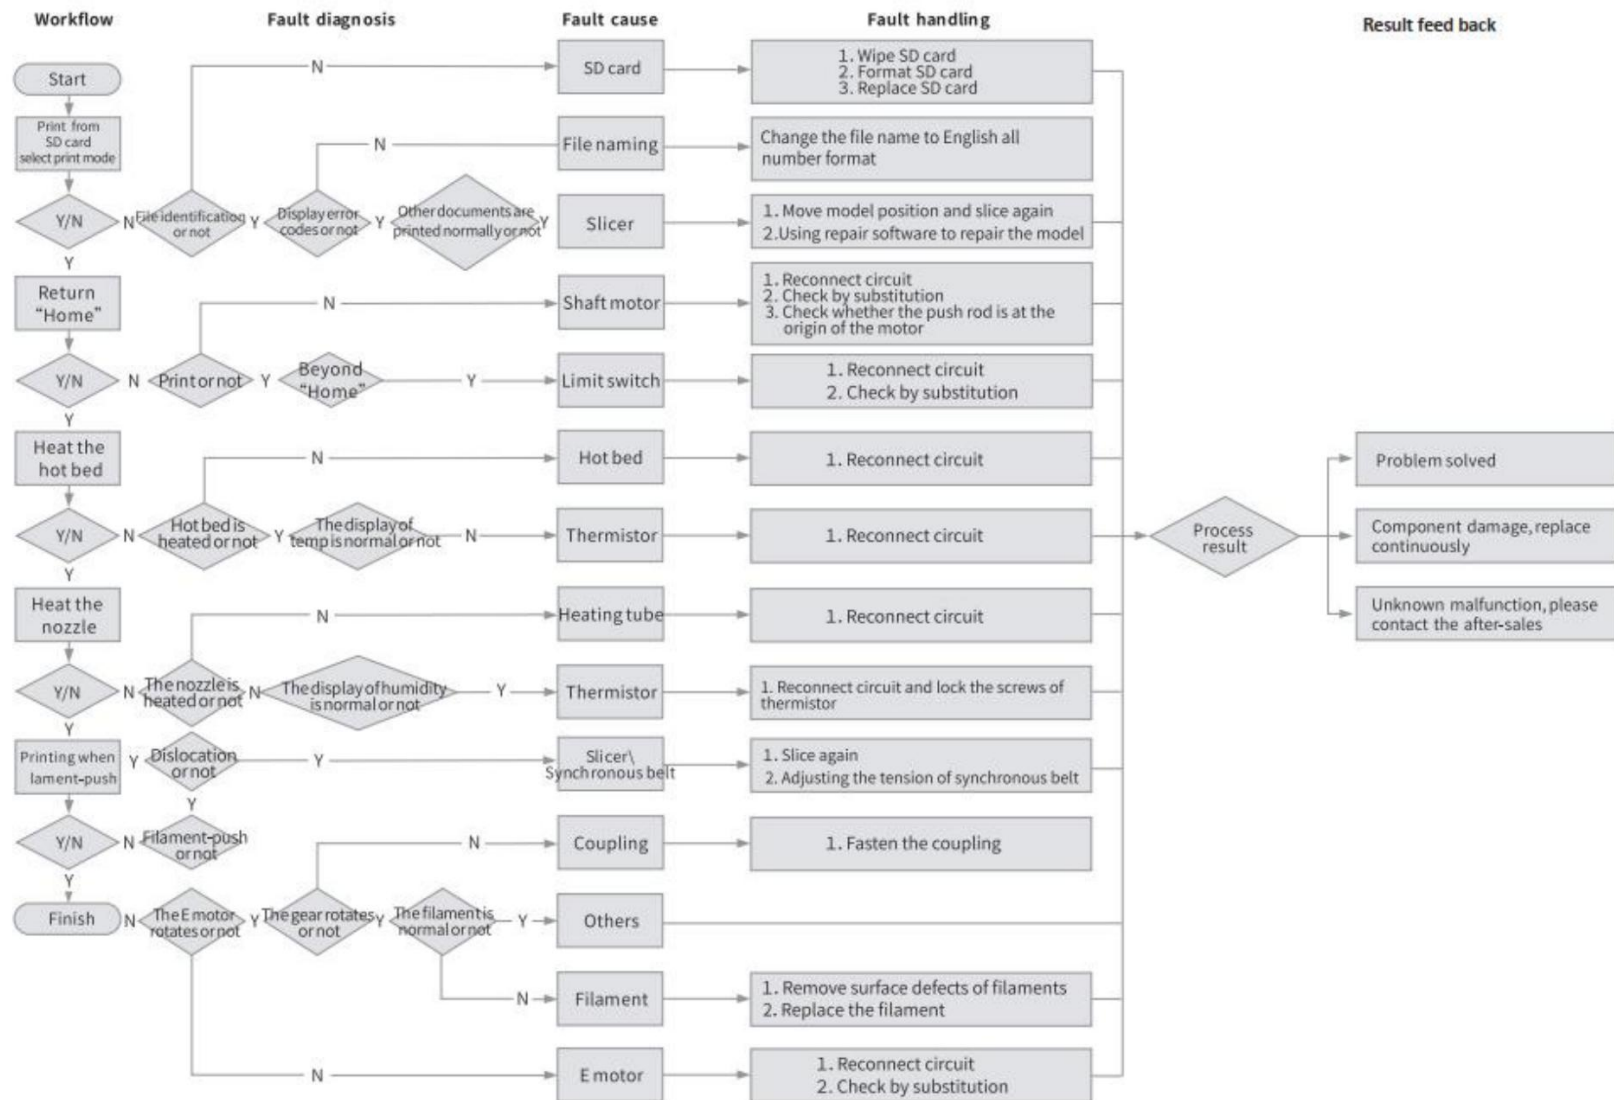 Workflow
Fault diagnosis
Fault cause
Fault handling
Result feed back
Start
Print from
SD card
select print mode
Y/N
N
File identification
or not
N
Y
Display error
codes or not
N
Y
Other documents are
printed normally or not
Y
SD card
1. Wipe SD card
2. Format SD card
3. Replace SD card
File naming
Change the file name to English all
number format
Slicer
1. Move model position and slice again
2.Using repair software to repair the model
Y
Return
“Home”
Y/N
N
Print or not
N
Y
Beyond
“Home”
Y
Shaft motor
1. Reconnect circuit
2. Check by substitution
3. Check whether the push rod is at the
origin of the motor
Limit switch
1. Reconnect circuit
2. Check by substitution
Y
Heat the
hot bed
Y/N
N
Hot bed is
heated or not
N
Y
The display of
temp is normal or not
N
Hot bed
1. Reconnect circuit
Thermistor
1. Reconnect circuit
Y
Heat the
nozzle
Y/N
N
The nozzle is
heated or not
N
N
The display of humidity
is normal or not
Y
Heating tube
1. Reconnect circuit
Thermistor
1. Reconnect circuit and lock the screws of
thermistor
Y
Printing when
lament-push
Y
Dislocation
or not
Y
Slicer\
Synchronous belt
1. Slice again
2. Adjusting the tension of synchronous belt
Y
Y/N
N
Filament-push
or not
Y
Finish
N
The E motor
rotates or not
Y
The gear rotates
or not
N
Y
The filament is
normal or not
Y
N
N
Coupling
1. Fasten the coupling
Others
Filament
1. Remove surface defects of filaments
2. Replace the filament
E motor
1. Reconnect circuit
2. Check by substitution
Process
result
Problem solved
Component damage, replace
continuously
Unknown malfunction, please
contact the after-sales